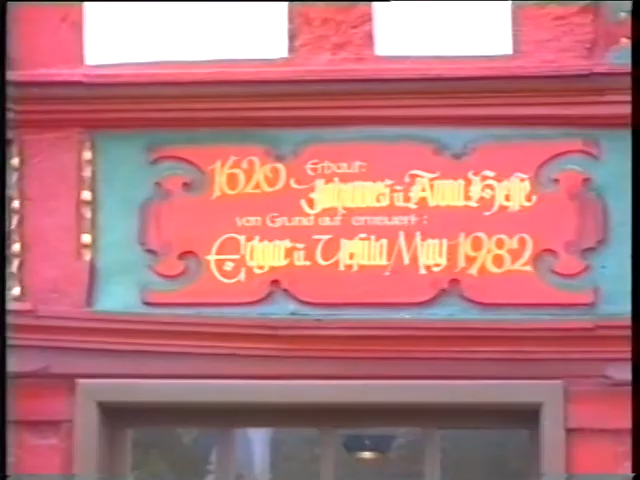 1620 Erbaut:
Johannes u. Anna Hesse
von Grund auf erneuert:
Edgar u. Ursula May 1982